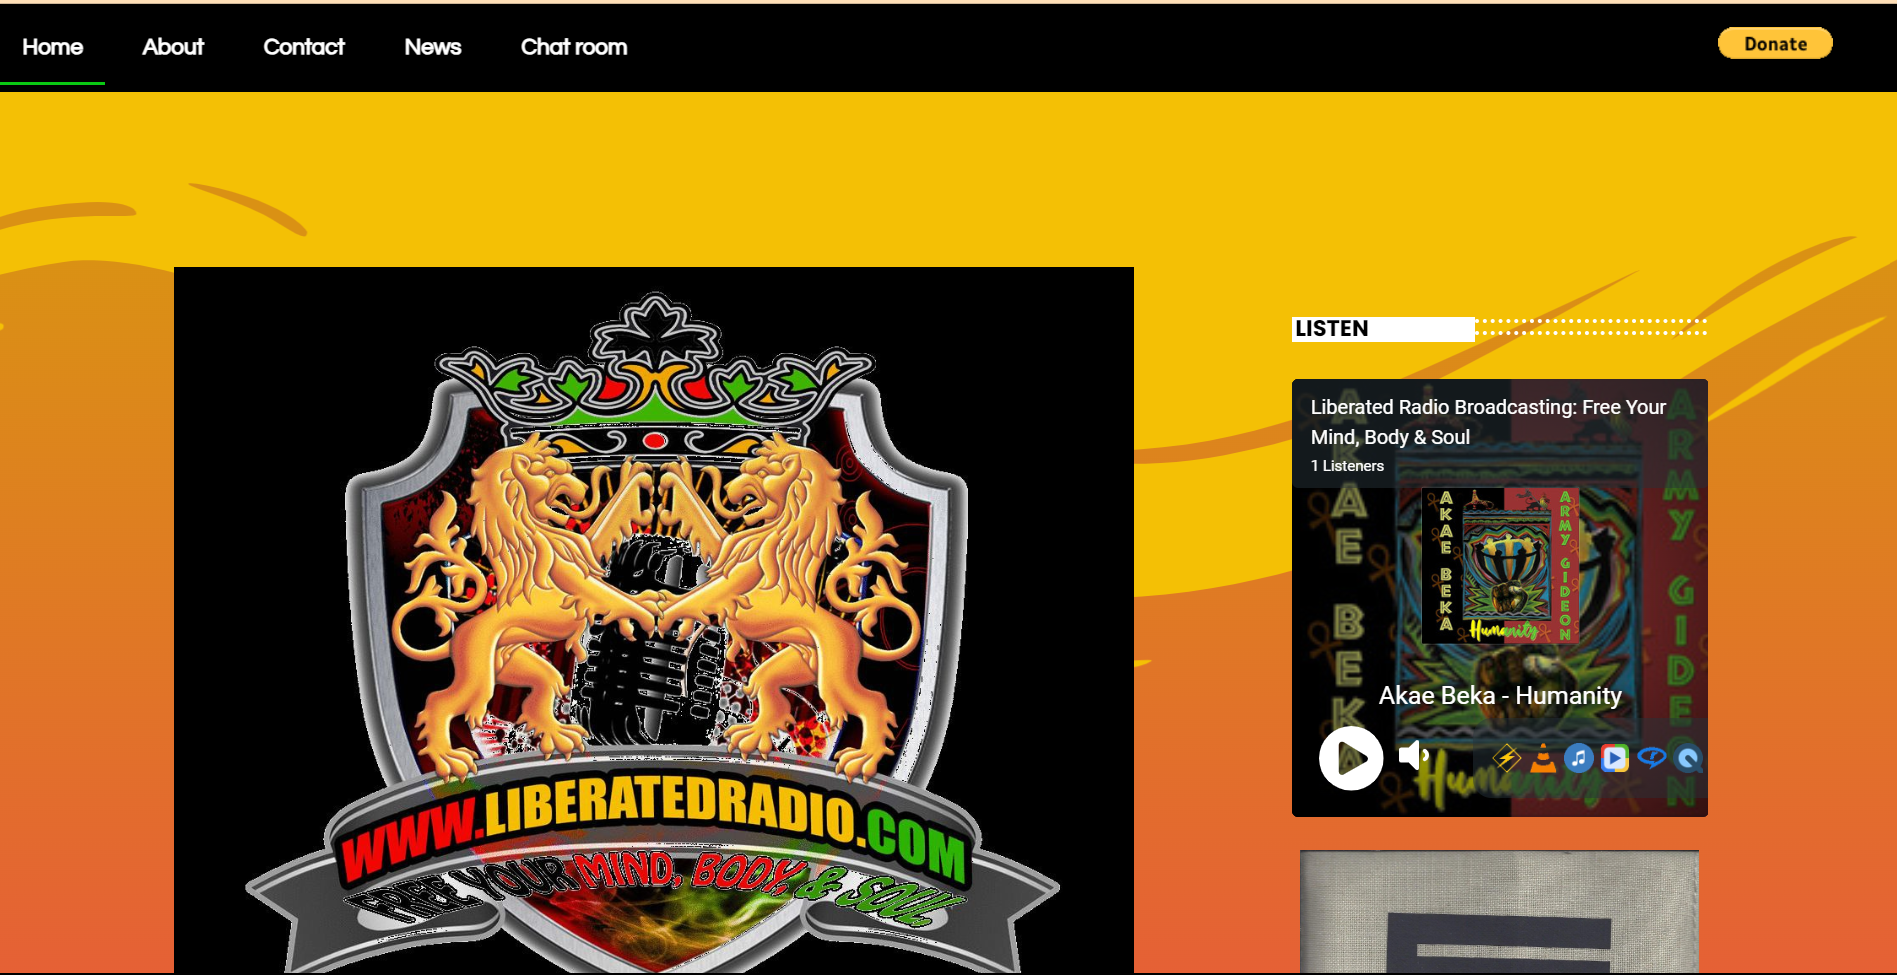 Home
About
Contact
News
Chat room
Donate
WWW.LIBERATEDRADIO.COM
FREE YOUR MIND, BODY, & SOUL
LISTEN
Liberated Radio Broadcasting: Free Your
Mind, Body & Soul
1 Listeners
AKAE BEKA
ARMY GIDEON
Humanity
Akae Beka - Humanity